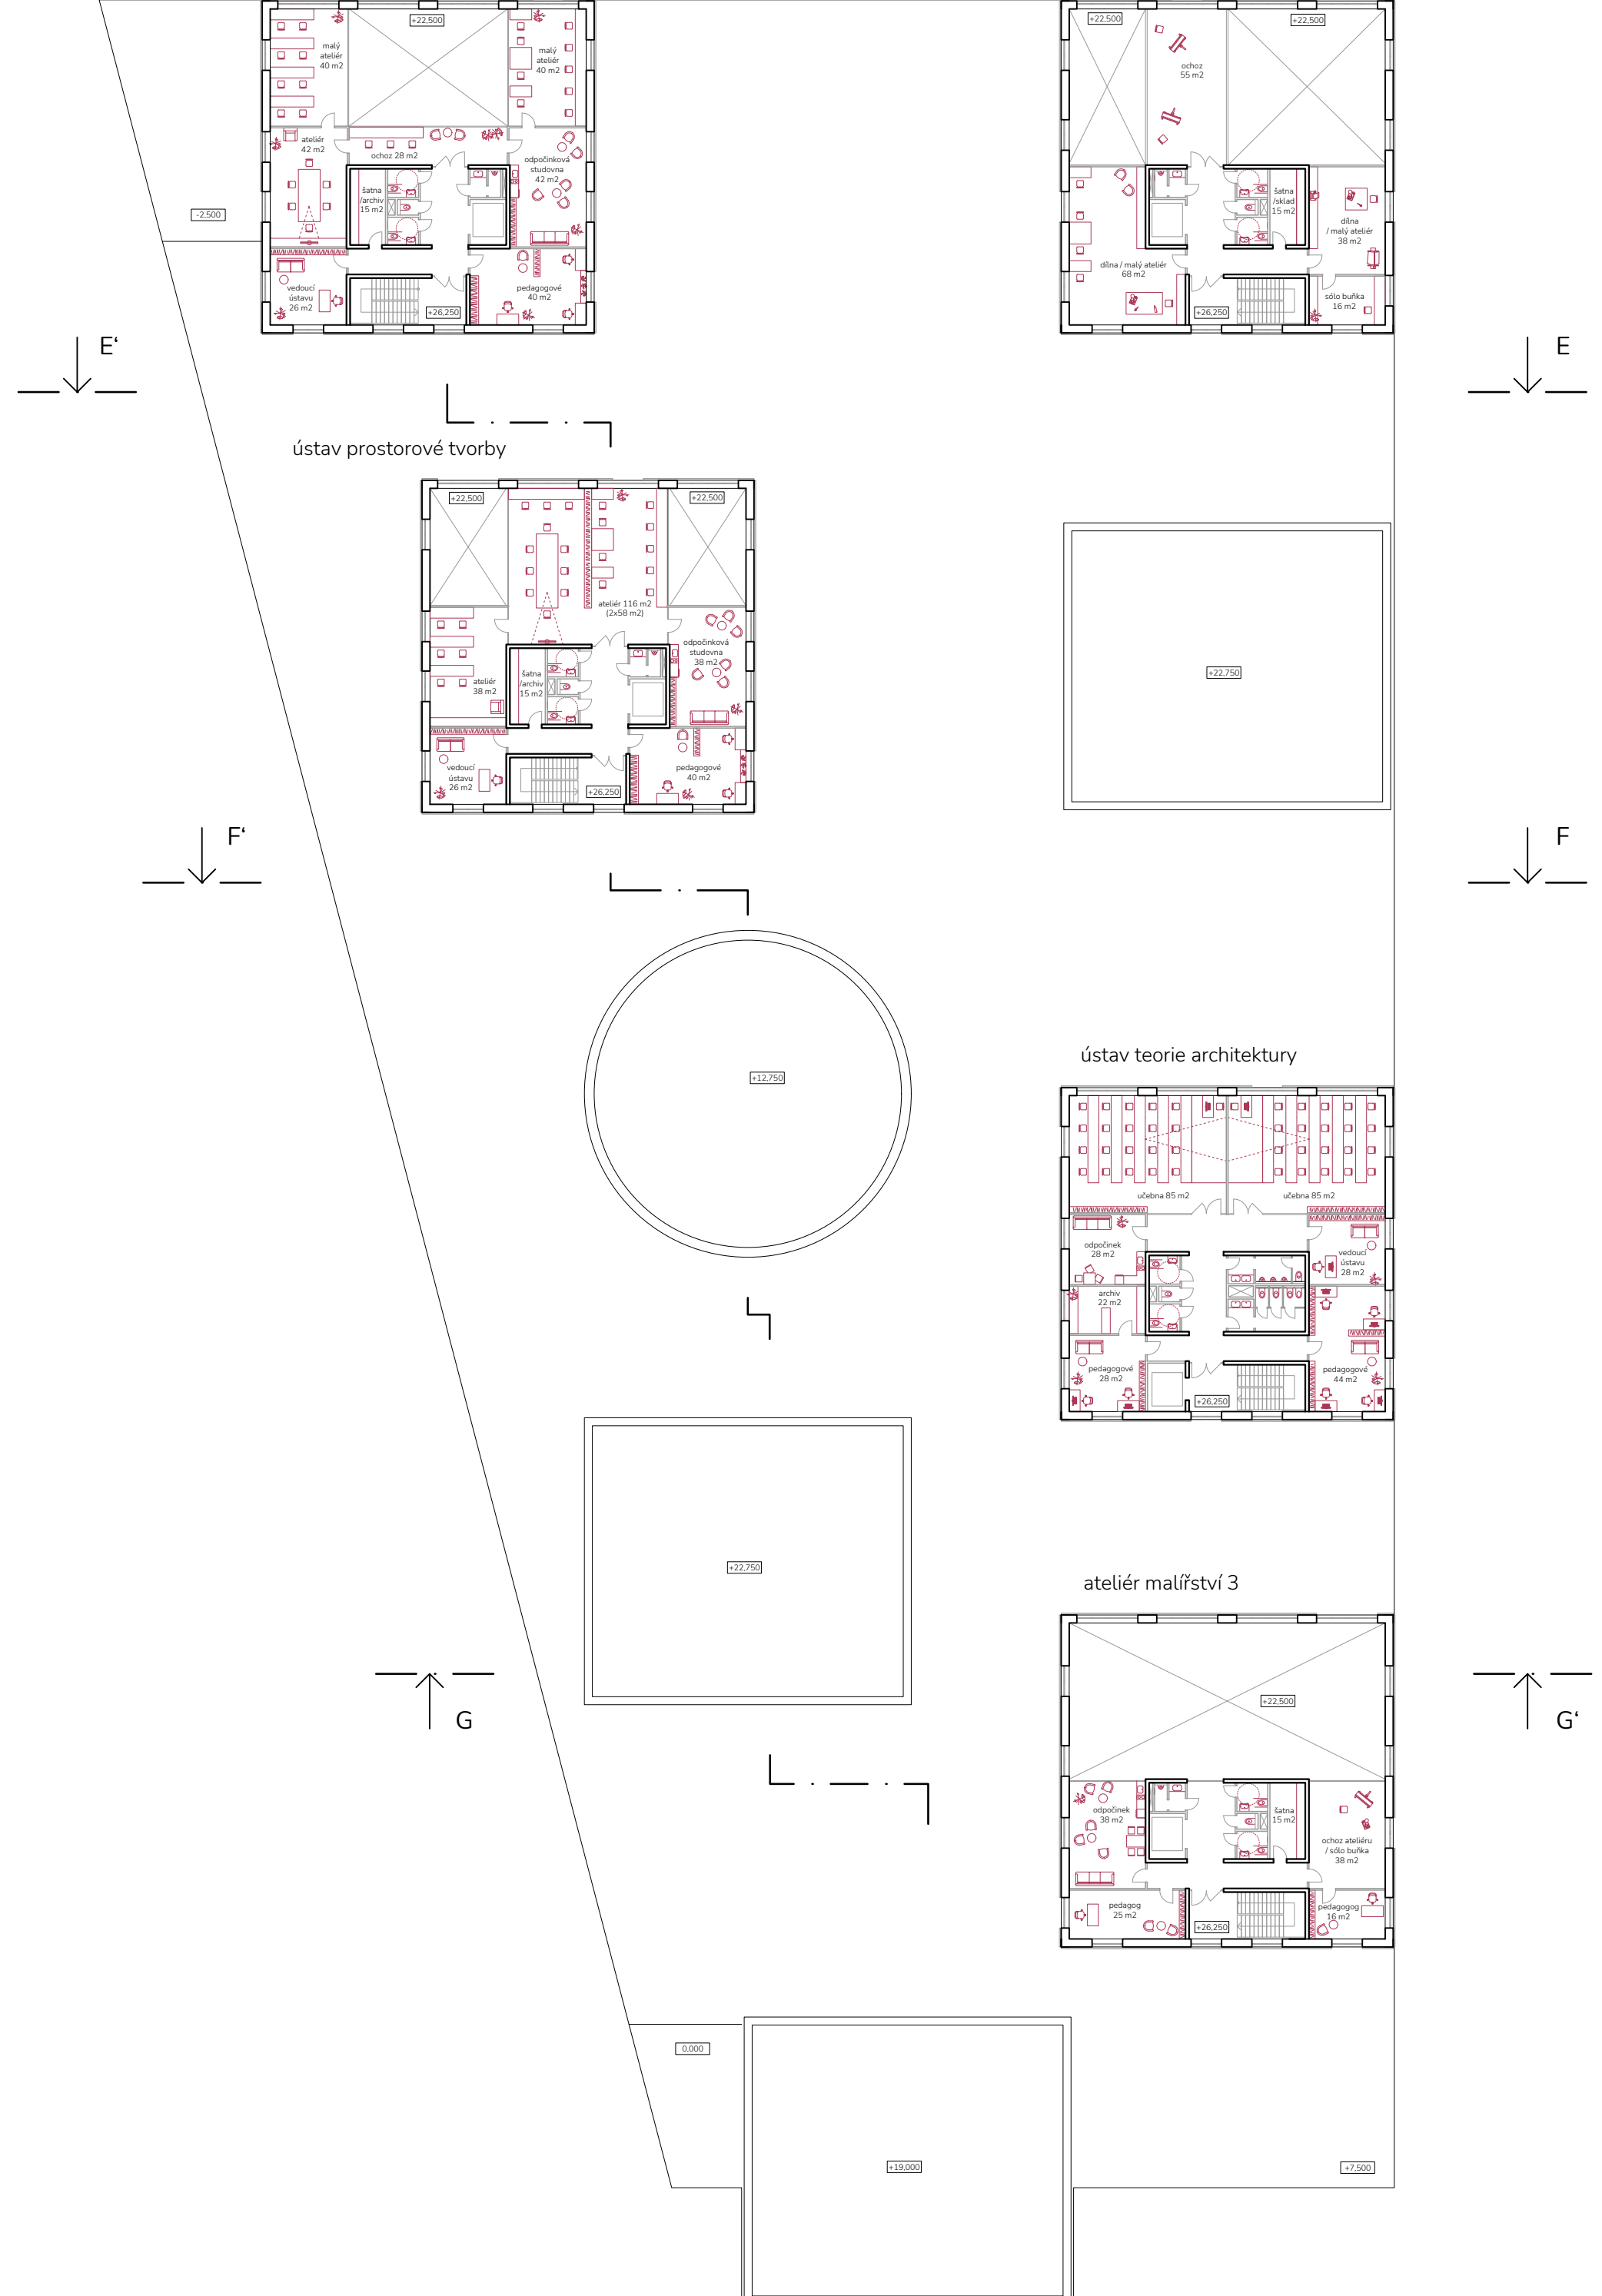 +22,500
malý
ateliér
40 m2
malý
ateliér
40 m2
ateliér
42 m2
ochoz 28 m2
odpočinková
studovna
42 m2
šatna
/archiv
15 m2
-2,500
vedoucí
ústavu
26 m2
pedagogové
40 m2
+26,250
+22,500
+22,500
ochoz
55 m2
šatna
/sklad
15 m2
dílna
/ malý ateliér
38 m2
dílna / malý ateliér
68 m2
sólo buňka
16 m2
+26,250
E‘
E
ústav prostorové tvorby
+22,500
+22,500
ateliér 116 m2
(2x58 m2)
odpočinková
studovna
38 m2
ateliér
38 m2
šatna
/archiv
15 m2
vedoucí
ústavu
26 m2
pedagogové
40 m2
+26,250
+22,750
F‘
F
+12,750
ústav teorie architektury
učebna 85 m2
učebna 85 m2
odpočinek
28 m2
vedoucí
ústavu
28 m2
archiv
22 m2
pedagogové
28 m2
pedagogové
44 m2
+26,250
+22,750
ateliér malířství 3
+22,500
G
G‘
odpočinek
38 m2
šatna
15 m2
ochoz ateliéru
/ sólo buňka
38 m2
pedagog
25 m2
pedagogog
16 m2
+26,250
0,000
+19,000
+7,500